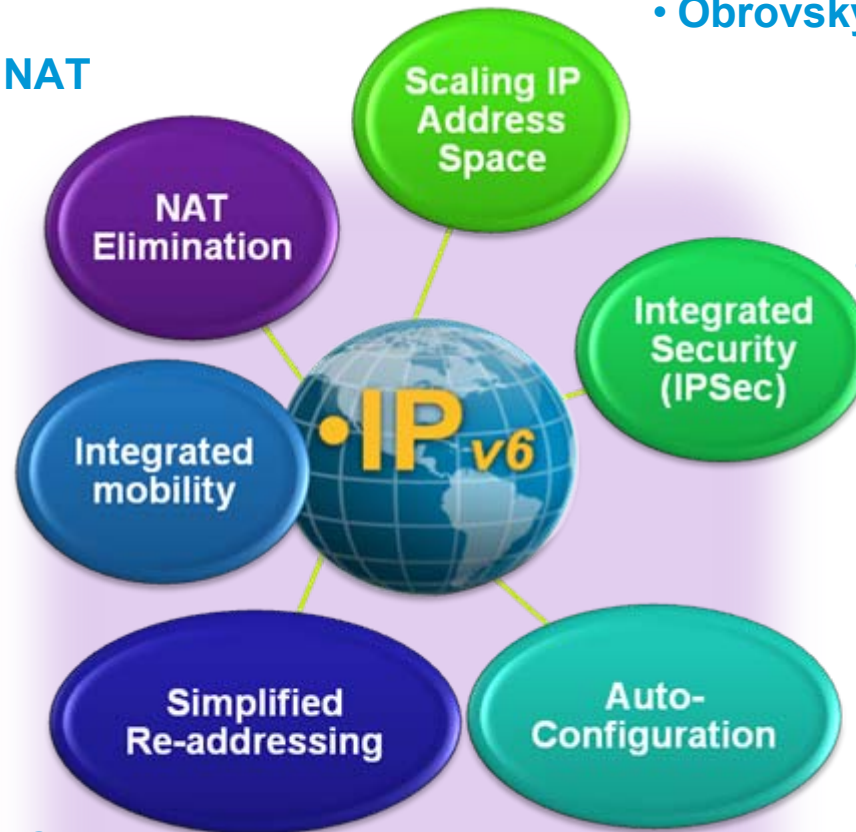 • Obrovský
NAT
Scaling IP
Address
Space
NAT
Elimination
Integrated
Security
(IPSec)
•IP v6
Integrated
mobility
Simplified
Re-addressing
Auto-
Configuration